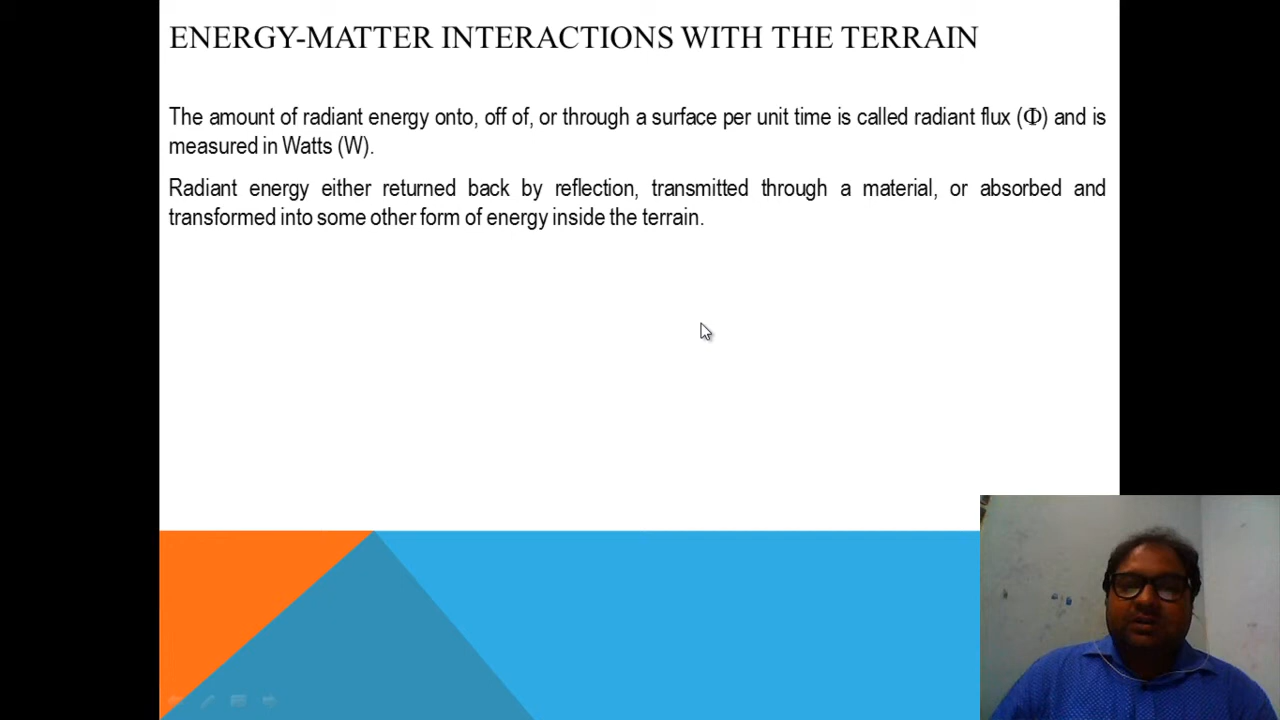 ENERGY-MATTER INTERACTIONS WITH THE TERRAIN
The amount of radiant energy onto, off of, or through a surface per unit time is called radiant flux (Φ) and is
measured in Watts (W).
Radiant energy either returned back by reflection, transmitted through a material, or absorbed and
transformed into some other form of energy inside the terrain.